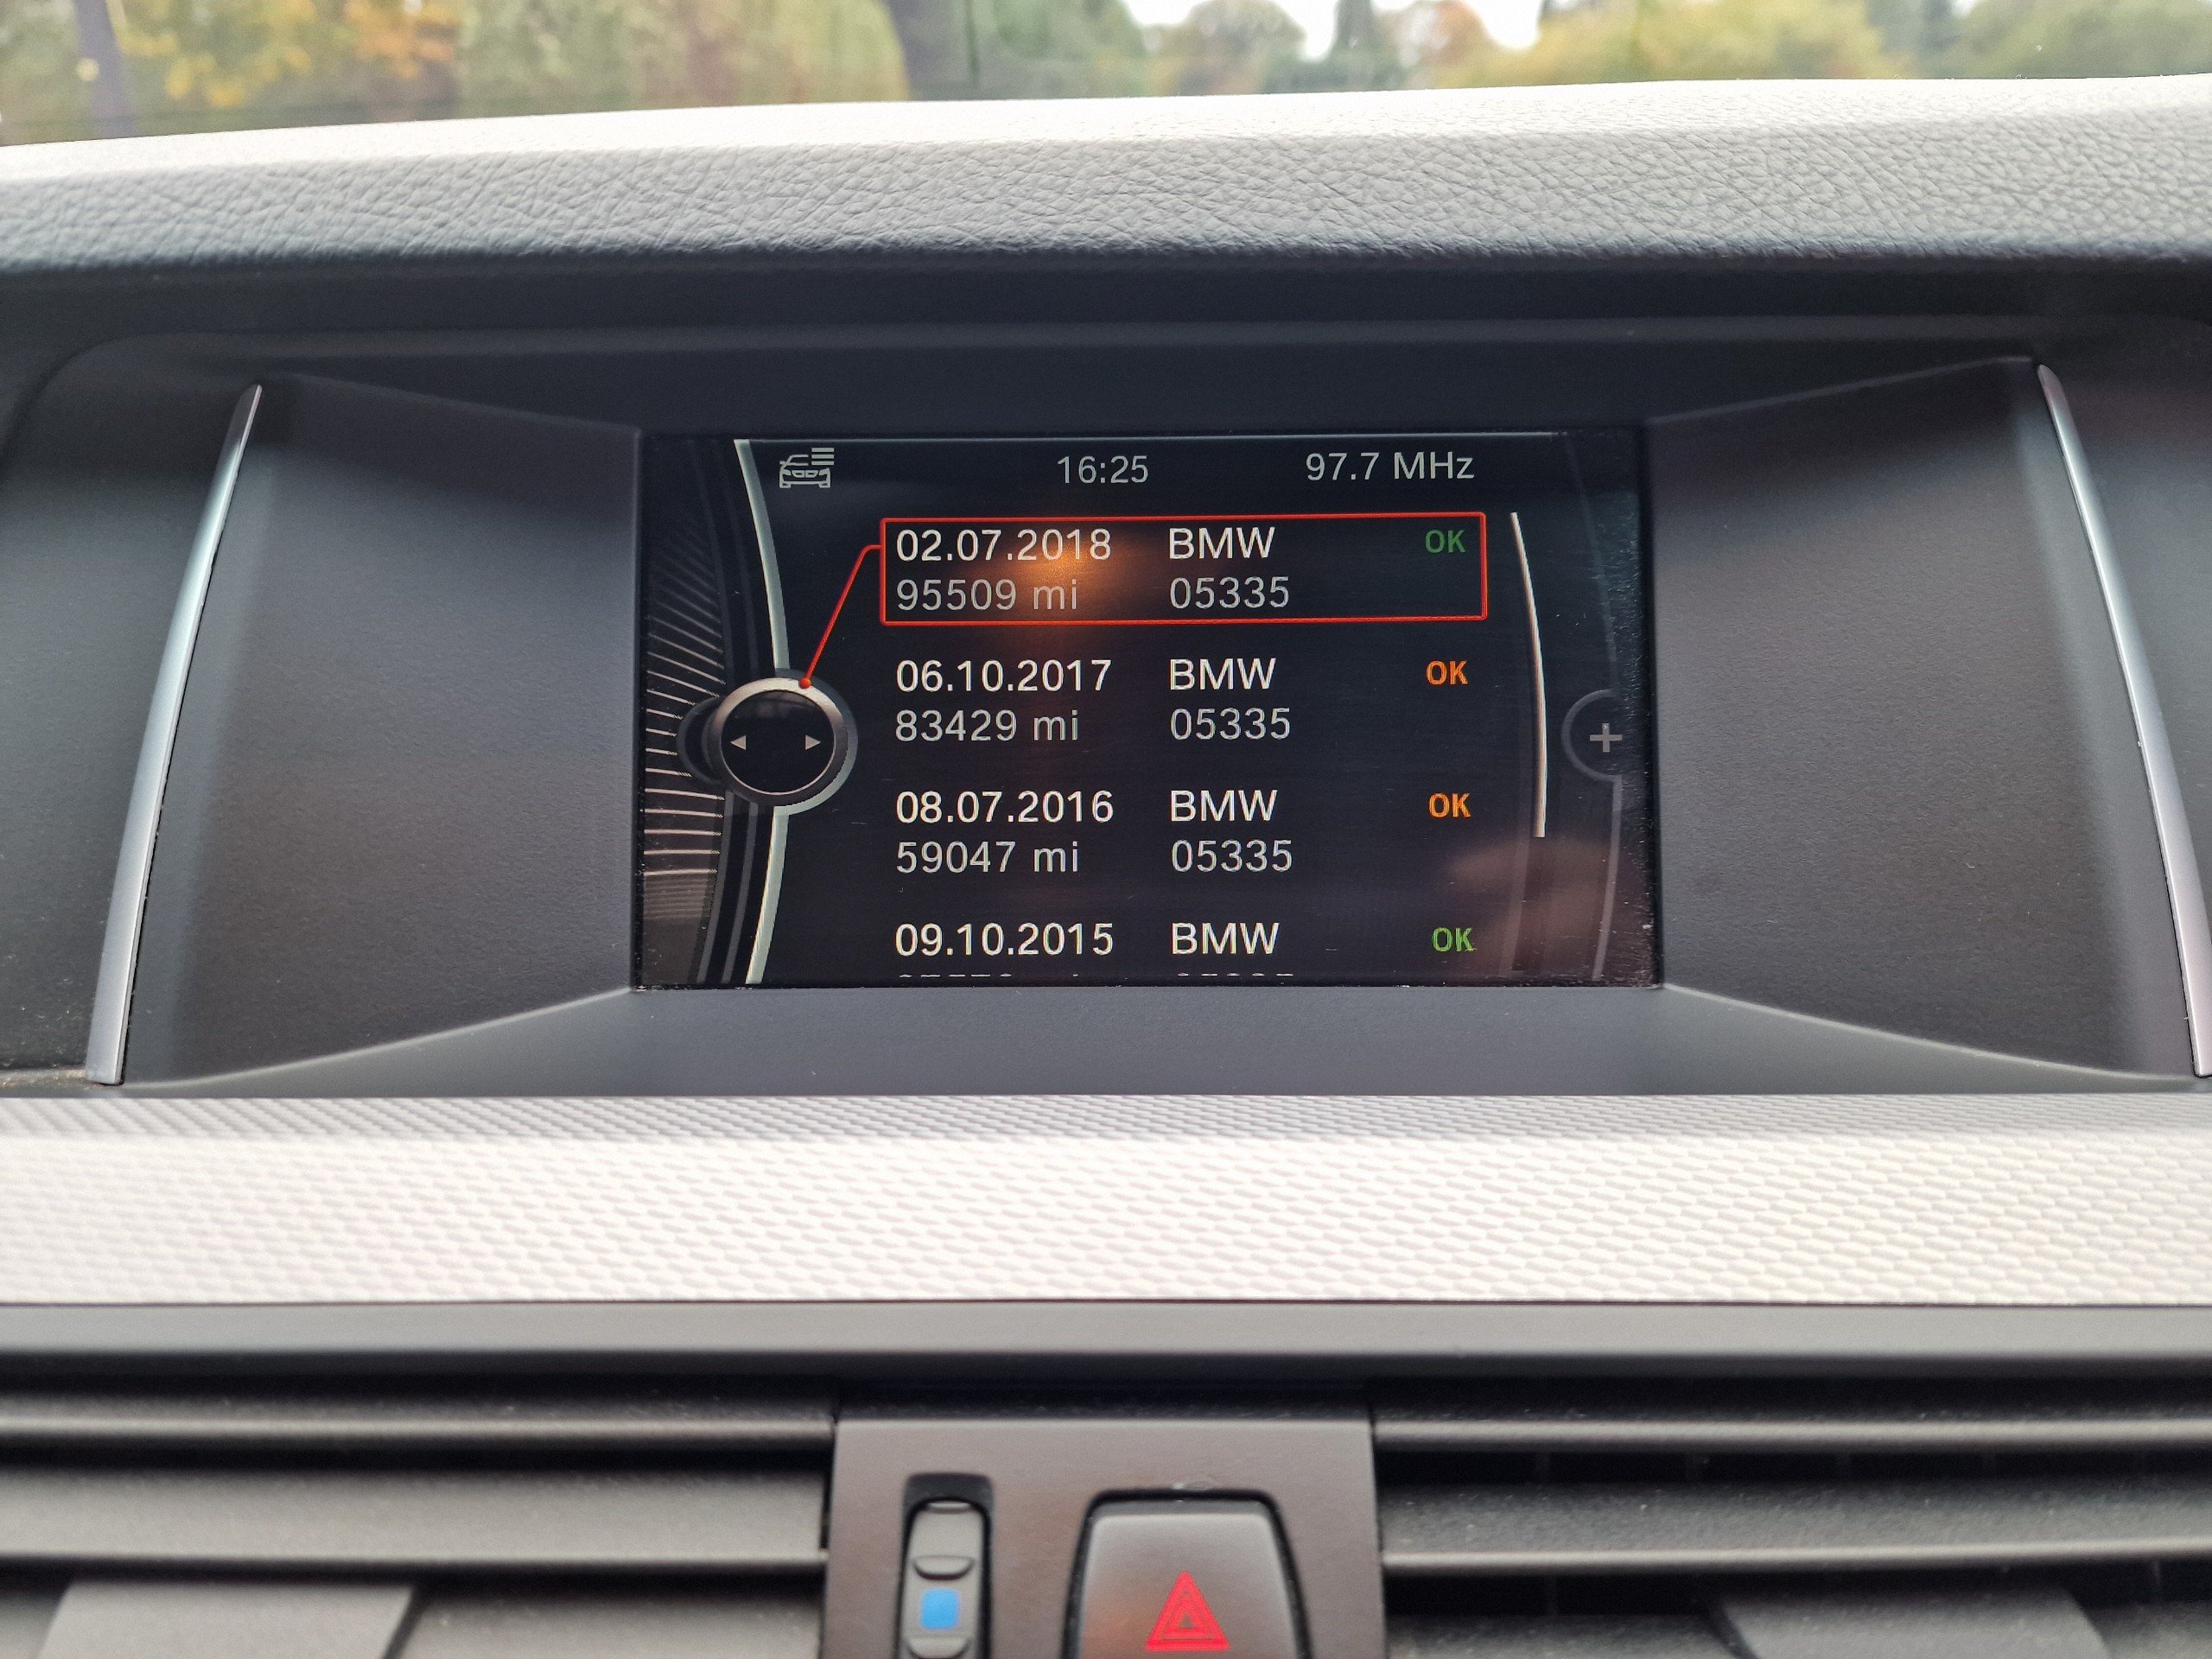 16:25 97.7 MHz
02.07.2018 BMW OK
95509 mi 05335
06.10.2017 BMW OK
83429 mi 05335
08.07.2016 BMW OK
59047 mi 05335
09.10.2015 BMW OK